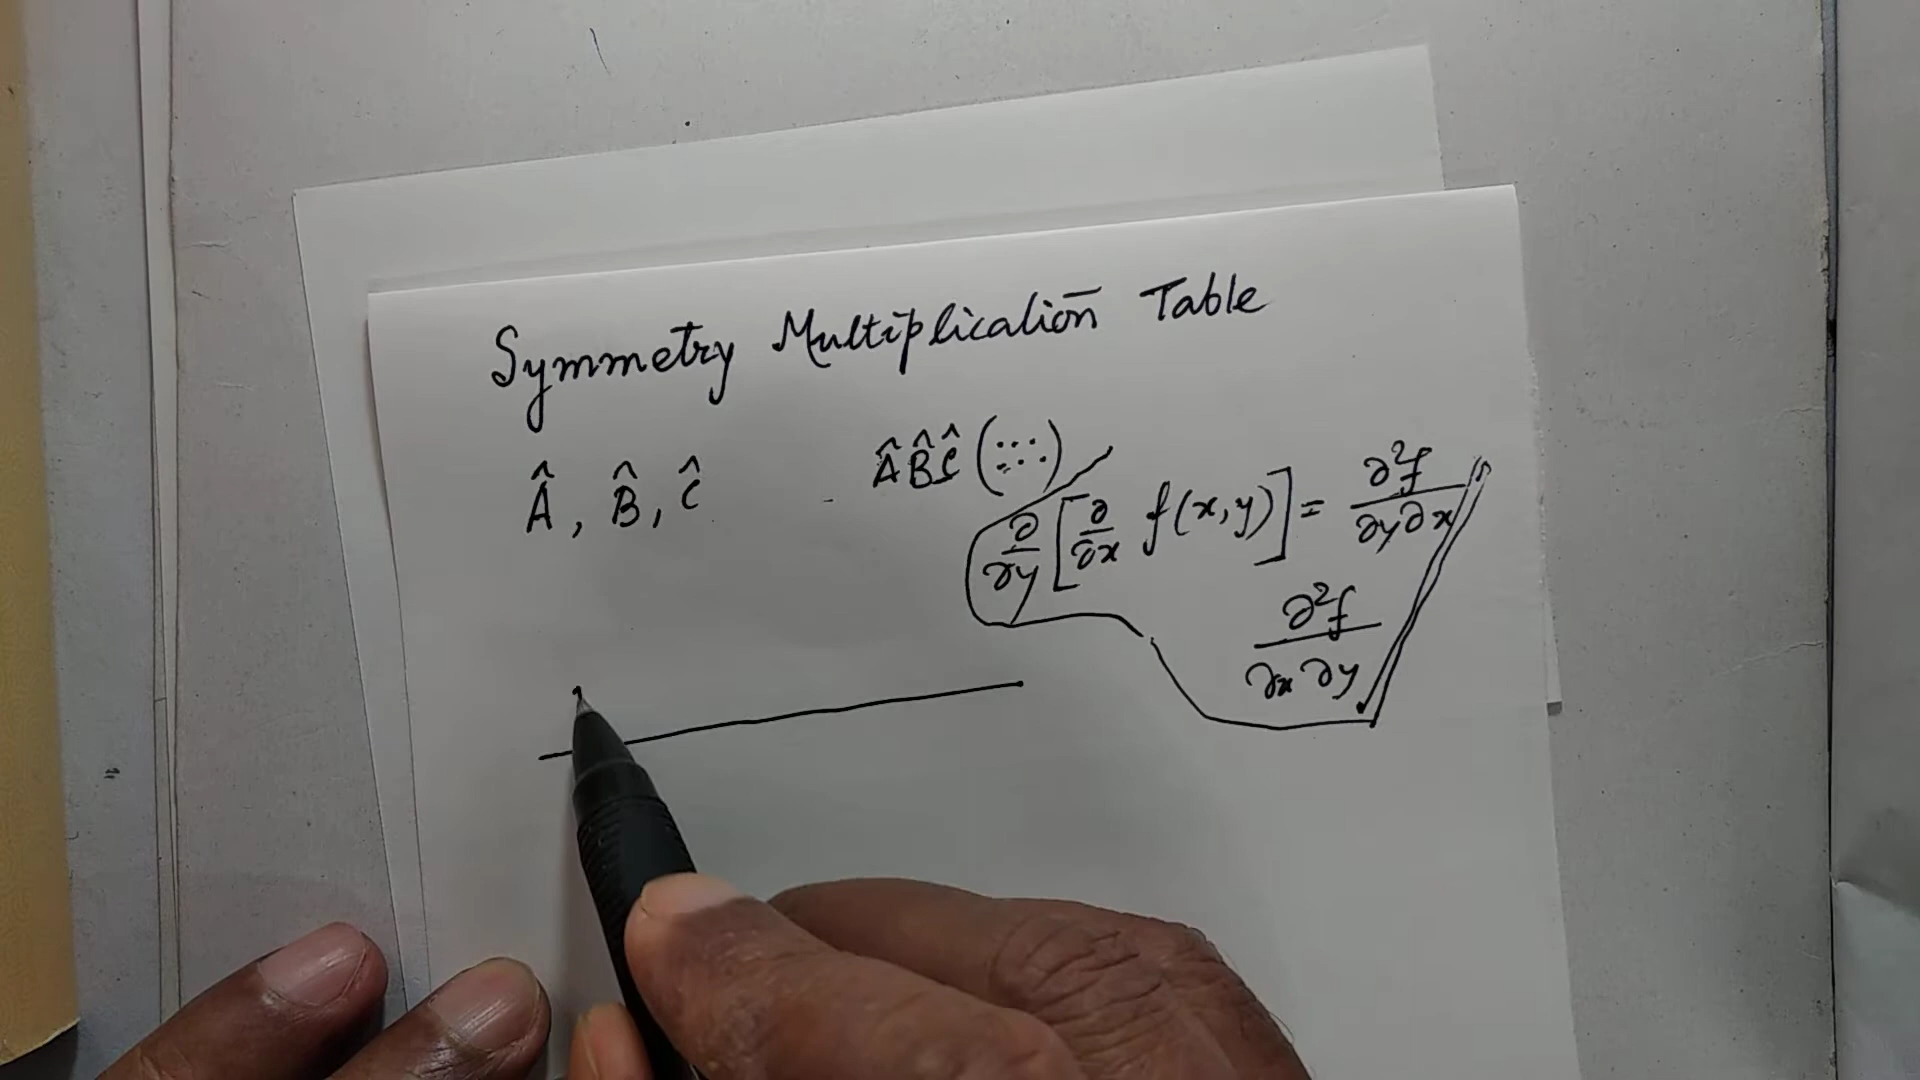 Symmetry Multiplication Table
Â, B̂, Ĉ
ÂB̂Ĉ (:::·)
∂/∂y [∂/∂x f(x,y)] = ∂²f/∂y∂x
∂²f/∂x∂y